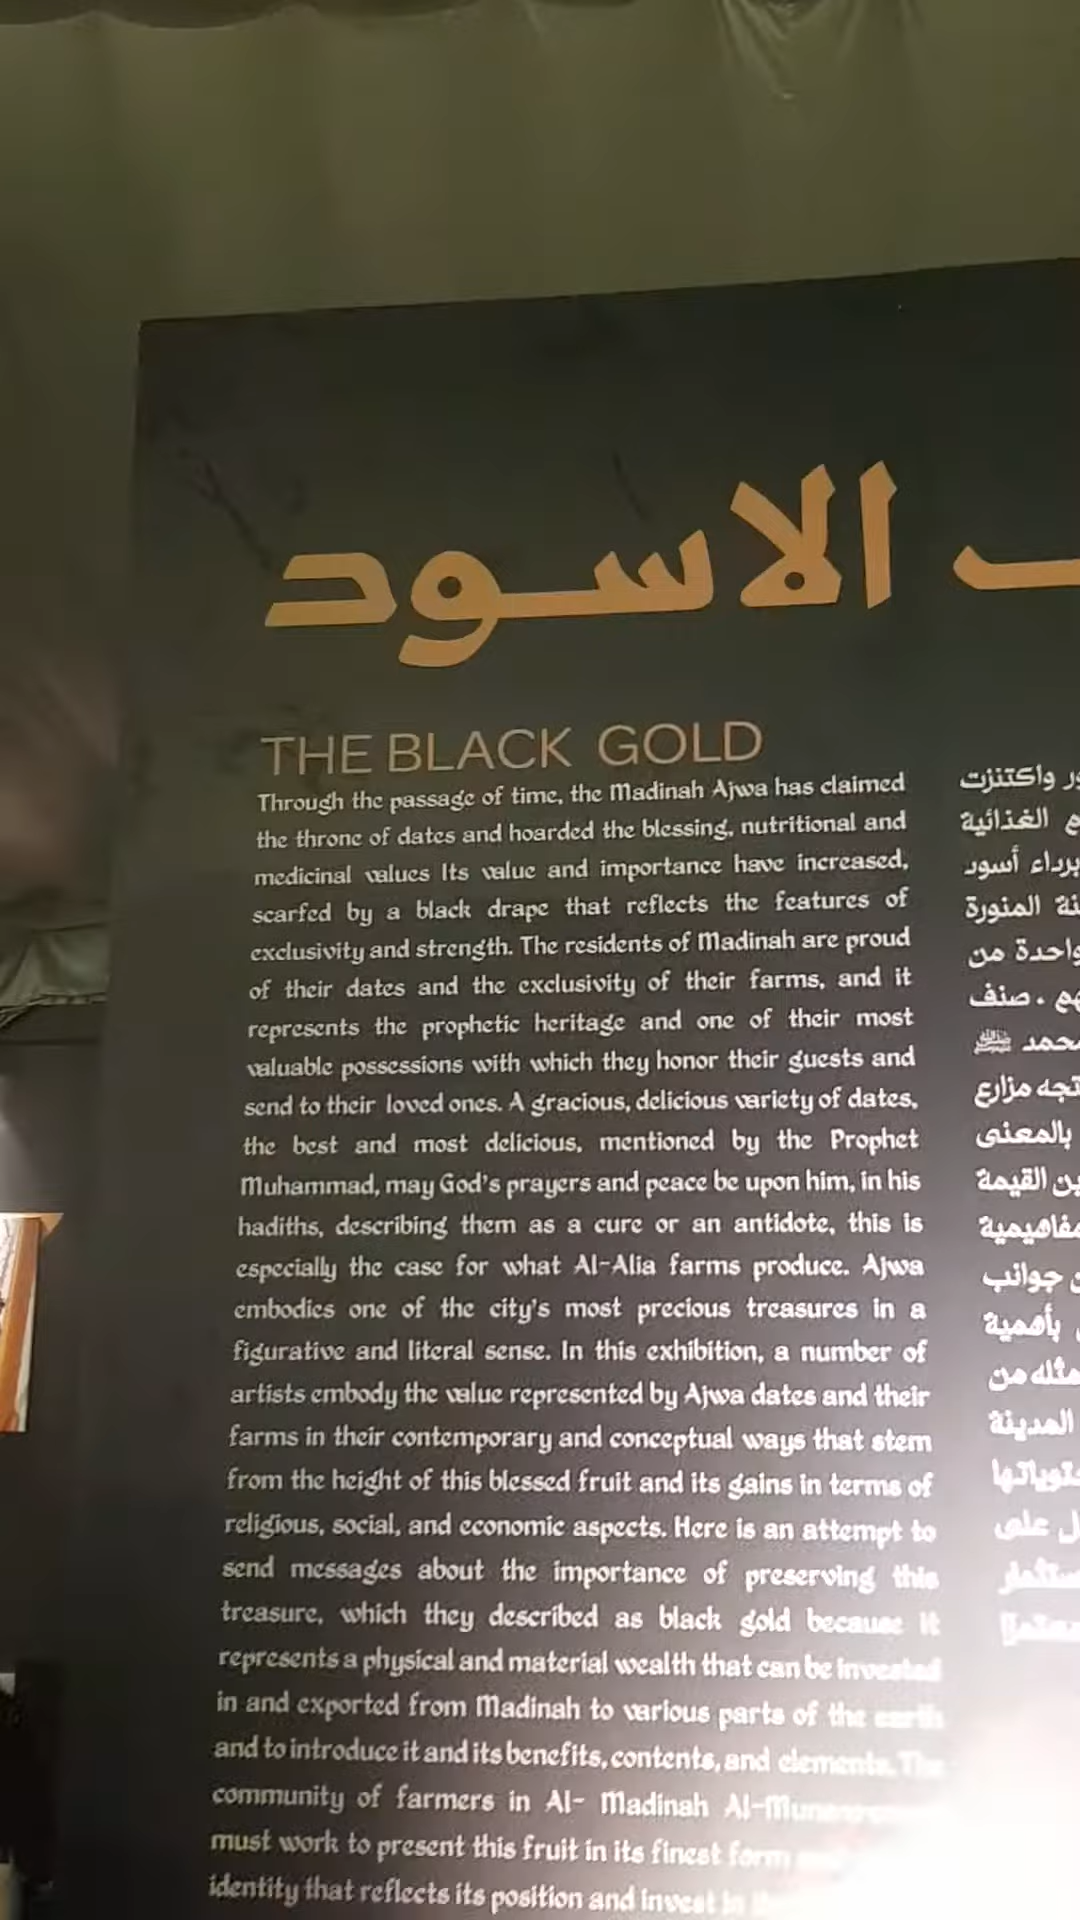 الاسود
THE BLACK GOLD
Through the passage of time, the Madinah Ajwa has claimed
the throne of dates and hoarded the blessing, nutritional and
medicinal values Its value and importance have increased,
scarfed by a black drape that reflects the features of
exclusivity and strength. The residents of Madinah are proud
of their dates and the exclusivity of their farms, and it
represents the prophetic heritage and one of their most
valuable possessions with which they honor their guests and
send to their loved ones. A gracious, delicious variety of dates,
the best and most delicious, mentioned by the Prophet
Muhammad, may God's prayers and peace be upon him, in his
hadiths, describing them as a cure or an antidote, this is
especially the case for what Al-Alia farms produce. Ajwa
embodies one of the city's most precious treasures in a
figurative and literal sense. In this exhibition, a number of
artists embody the value represented by Ajwa dates and their
farms in their contemporary and conceptual ways that stem
from the height of this blessed fruit and its gains in terms of
religious, social, and economic aspects. Here is an attempt to
send messages about the importance of preserving this
treasure, which they described as black gold because it
represents a physical and material wealth that can be invested
in and exported from Madinah to various parts of the earth
and to introduce it and its benefits, contents, and elements. The
community of farmers in Al- Madinah
must work to present this fruit in its finest form
identity that reflects its position and invest in
واكتنزت
الغذائية
برداء أسود
المنورة
واحدة من
صنف
محمد ﷺ
مزارع
بالمعنى
القيمة
جوانب
بأهمية
مثله من
المدينة
على